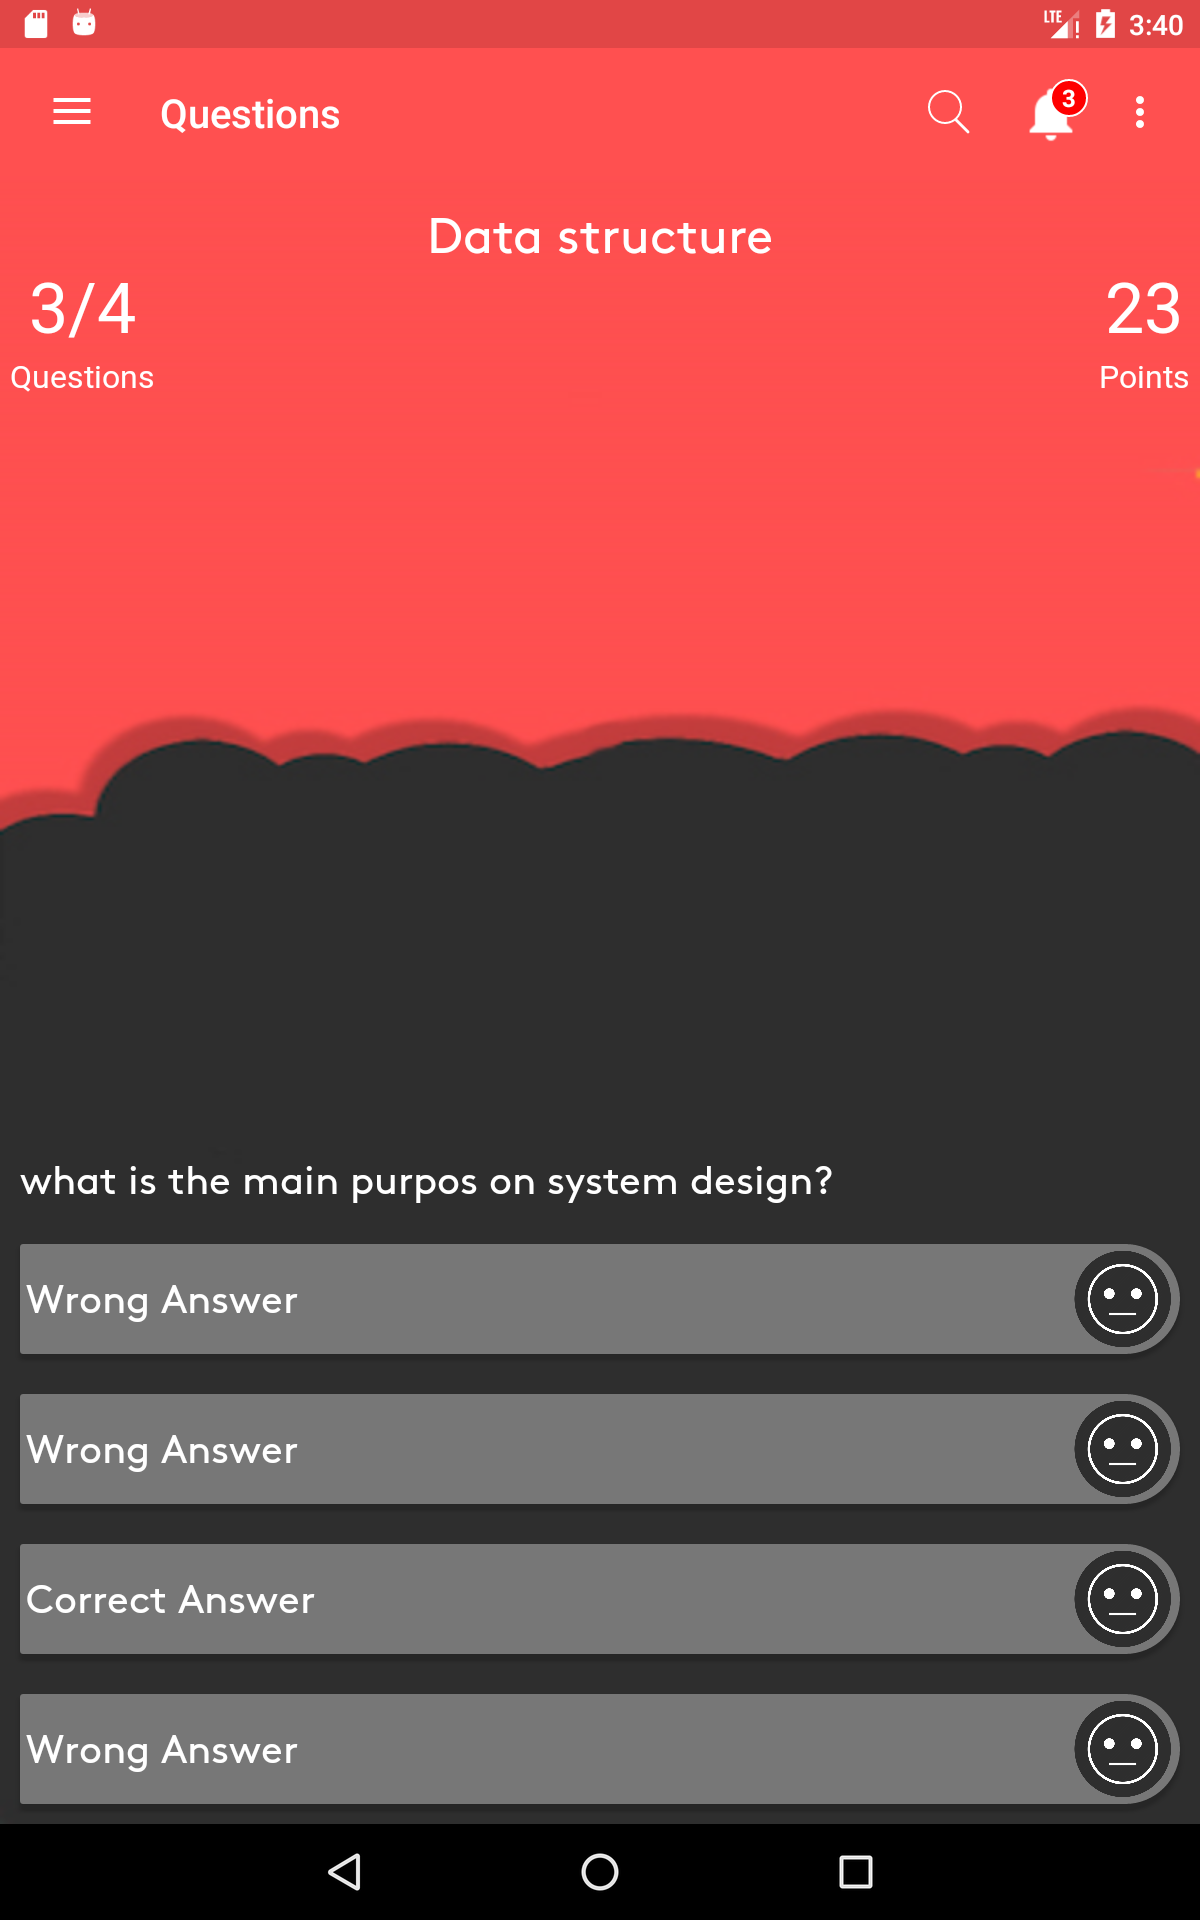 LTE 3:40
Questions 3
Data structure
3/4 23
Questions Points
what is the main purpos on system design?
Wrong Answer
Wrong Answer
Correct Answer
Wrong Answer